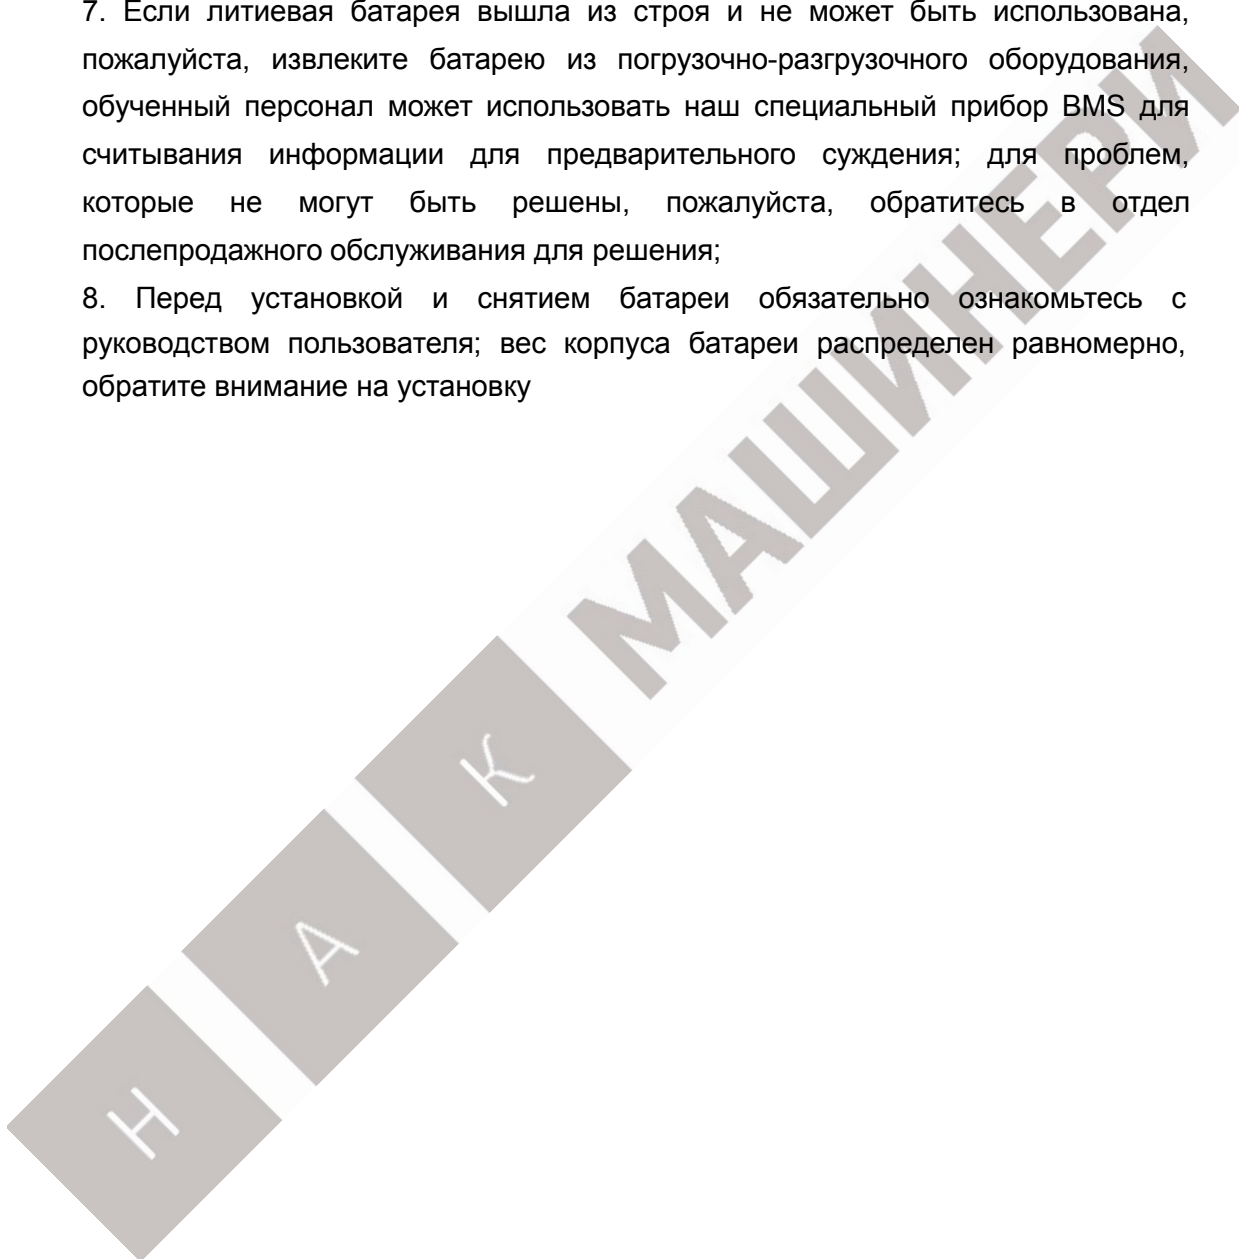 7. Если литиевая батарея вышла из строя и не может быть использована,
пожалуйста, извлеките батарею из погрузочно-разгрузочного оборудования,
обученный персонал может использовать наш специальный прибор BMS для
считывания информации для предварительного суждения; для проблем,
которые не могут быть решены, пожалуйста, обратитесь в отдел
послепродажного обслуживания для решения;
8. Перед установкой и снятием батареи обязательно ознакомьтесь с
руководством пользователя; вес корпуса батареи распределен равномерно,
обратите внимание на установку
Н А К МАШИНЕРИ